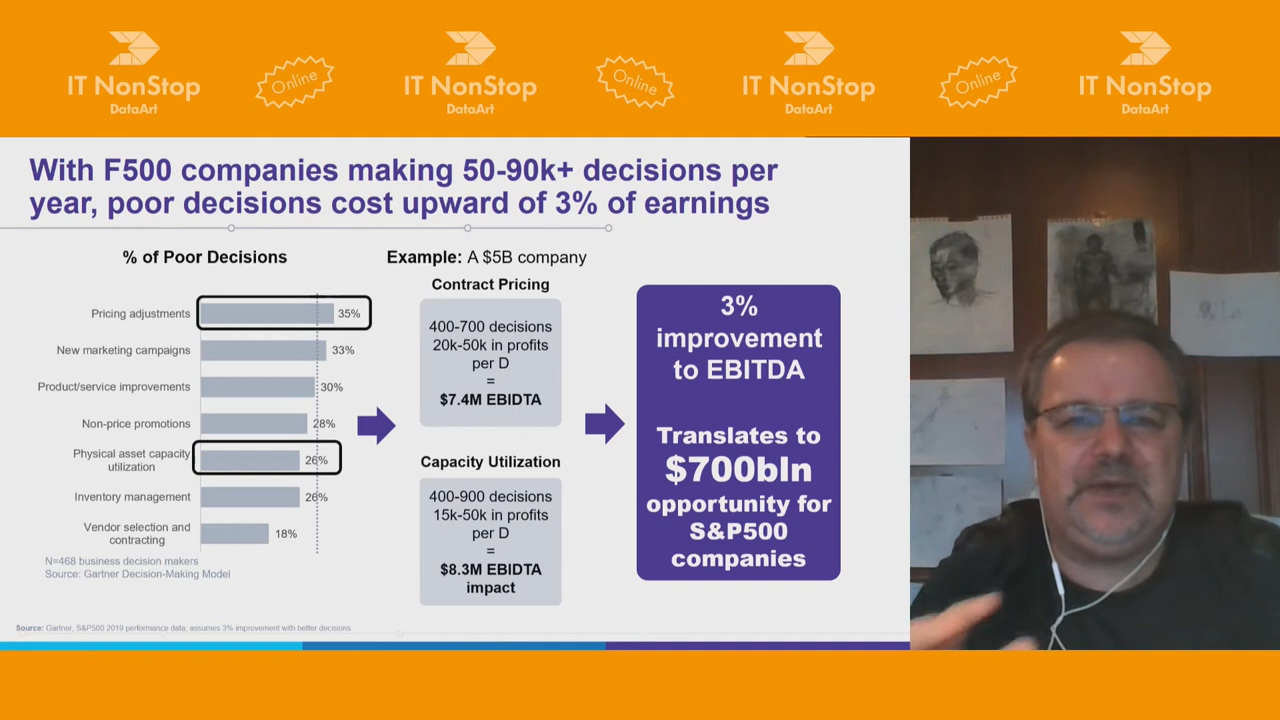 IT NonStop
DataArt
Online
IT NonStop
DataArt
Online
IT NonStop
DataArt
Online
IT NonStop
DataArt
With F500 companies making 50-90k+ decisions per
year, poor decisions cost upward of 3% of earnings
% of Poor Decisions
Pricing adjustments 35%
New marketing campaigns 33%
Product/service improvements 30%
Non-price promotions 28%
Physical asset capacity
utilization 26%
Inventory management 26%
Vendor selection and
contracting 18%
N=468 business decision makers
Source: Gartner Decision-Making Model
Example: A $5B company
Contract Pricing
400-700 decisions
20k-50k in profits
per D
=
$7.4M EBIDTA
Capacity Utilization
400-900 decisions
15k-50k in profits
per D
=
$8.3M EBIDTA
impact
3%
improvement
to EBITDA
Translates to
$700bln
opportunity for
S&P500
companies
Source: Gartner, S&P500 2019 performance data; assumes 3% improvement with better decisions